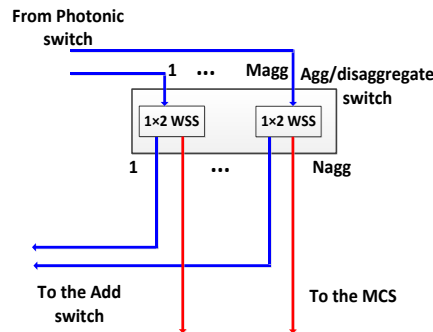 From Photonic
switch
1 ... Magg
Agg/disaggregate
switch
1×2 WSS
1×2 WSS
1 ... Nagg
To the Add
switch
To the MCS